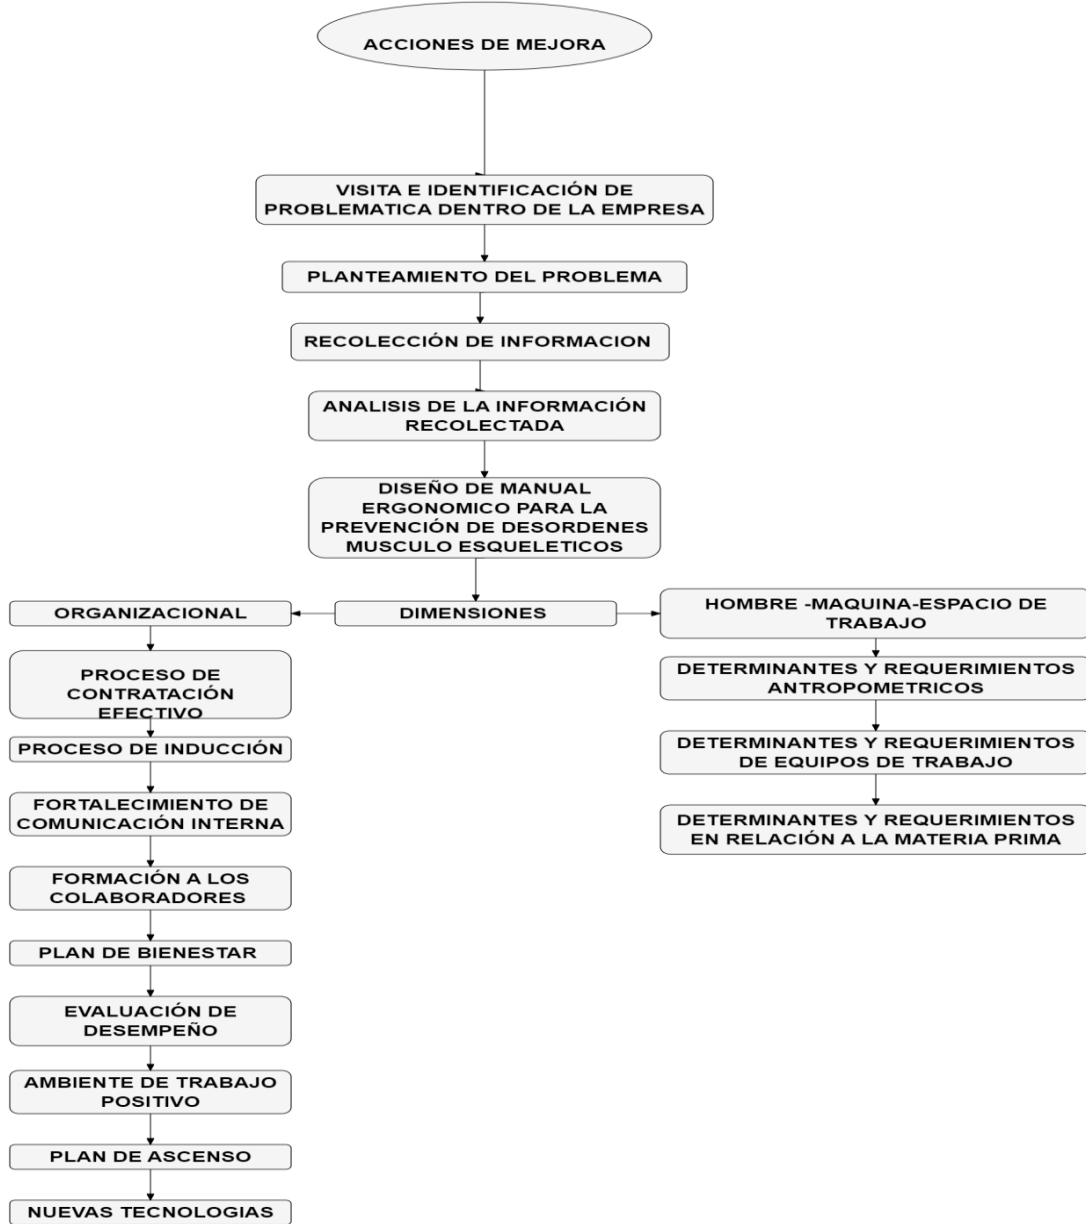 ACCIONES DE MEJORA
VISITA E IDENTIFICACIÓN DE
PROBLEMATICA DENTRO DE LA EMPRESA
PLANTEAMIENTO DEL PROBLEMA
RECOLECCIÓN DE INFORMACION
ANALISIS DE LA INFORMACIÓN
RECOLECTADA
DISEÑO DE MANUAL
ERGONOMICO PARA LA
PREVENCIÓN DE DESORDENES
MUSCULO ESQUELETICOS
DIMENSIONES
ORGANIZACIONAL
PROCESO DE
CONTRATACIÓN
EFECTIVO
PROCESO DE INDUCCIÓN
FORTALECIMIENTO DE
COMUNICACIÓN INTERNA
FORMACIÓN A LOS
COLABORADORES
PLAN DE BIENESTAR
EVALUACIÓN DE
DESEMPEÑO
AMBIENTE DE TRABAJO
POSITIVO
PLAN DE ASCENSO
NUEVAS TECNOLOGIAS
HOMBRE -MAQUINA-ESPACIO DE
TRABAJO
DETERMINANTES Y REQUERIMIENTOS
ANTROPOMETRICOS
DETERMINANTES Y REQUERIMIENTOS
DE EQUIPOS DE TRABAJO
DETERMINANTES Y REQUERIMIENTOS
EN RELACIÓN A LA MATERIA PRIMA